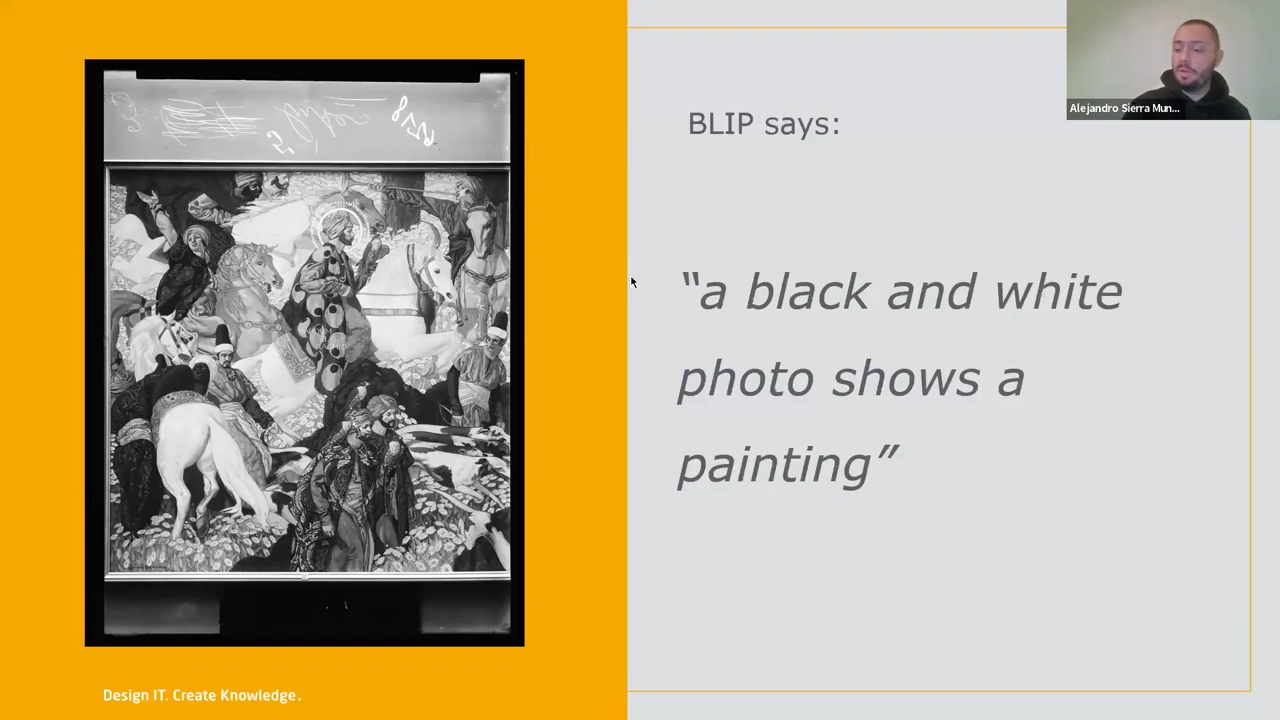 Alejandro Sierra Mun...
BLIP says:
“a black and white
photo shows a
painting”
Design IT. Create Knowledge.